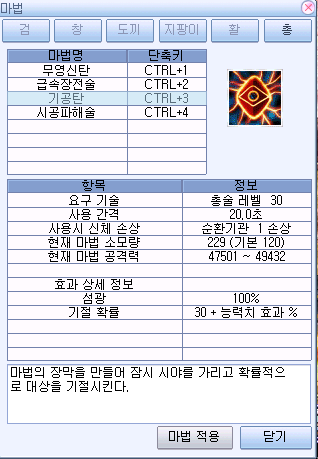 마법
검 창 도끼 지팡이 활 총
마법명 단축키
무영신탄 CTRL+1
급속장전술 CTRL+2
기공탄 CTRL+3
시공파해술 CTRL+4
항목 정보
요구 기술 총술 레벨 30
사용 간격 20.0초
사용시 신체 손상 순환기관 1 손상
현재 마법 소모량 229 (기본 120)
현재 마법 공격력 47501 ~ 49432
효과 상세 정보
섬광 100%
기절 확률 30 + 능력치 효과 %
마법의 장막을 만들어 잠시 시야를 가리고 확률적으
로 대상을 기절시킨다.
마법 적용 닫기